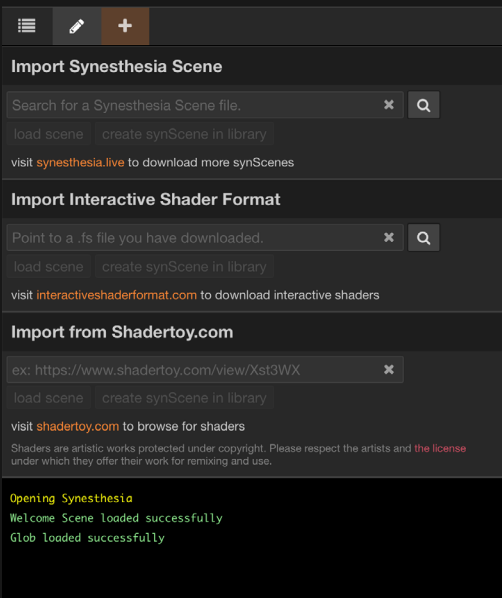 Import Synesthesia Scene
Search for a Synesthesia Scene file.
load scene create synScene in library
visit synesthesia.live to download more synScenes
Import Interactive Shader Format
Point to a .fs file you have downloaded.
load scene create synScene in library
visit interactiveshaderformat.com to download interactive shaders
Import from Shadertoy.com
ex: https://www.shadertoy.com/view/Xst3WX
load scene create synScene in library
visit shadertoy.com to browse for shaders
Shaders are artistic works protected under copyright. Please respect the artists and the license
under which they offer their work for remixing and use.
Opening Synesthesia
Welcome Scene loaded successfully
Glob loaded successfully